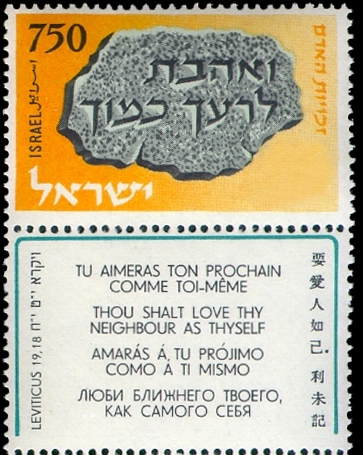 750
זכויות האדם
ואהבת
לרעך כמוך
ISRAEL اسرائيل
ישראל
TU AIMERAS TON PROCHAIN
COMME TOI-MÊME
THOU SHALT LOVE THY
NEIGHBOUR AS THYSELF
AMARÁS Á, TU PRÓJIMO
COMO Á TI MISMO
ЛЮБИ БЛИЖНЕГО ТВОЕГО,
КАК САМОГО СЕБЯ
LEVITICUS 19,18 ויקרא י"ט י"ח
要愛人如己．利未記